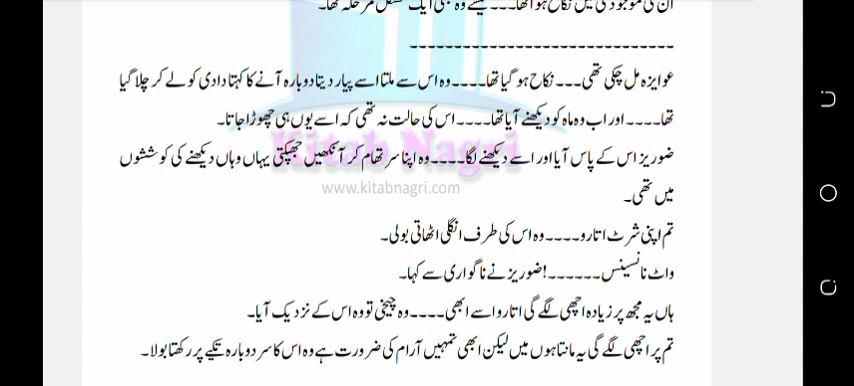 ان کی موجودگی میں نکاح ہوا تھا۔۔۔۔ یہ بھی ایک مشکل مرحلہ تھا۔
------------------------------
عوایزہ مل چکی تھی۔۔۔ نکاح ہو گیا تھا۔۔۔۔ وہ اس سے ملتا اسے پیار دیتا دوبارہ آنے کا کہتا دادی کو لے کر چلا گیا
تھا۔۔۔۔ اور اب وہ ماہ کو دیکھنے آیا تھا۔۔۔۔ اس کی حالت نہ تھی کہ اسے یوں ہی چھوڑا جاتا۔
ضوریز اس کے پاس آیا اور اسے دیکھنے لگا۔۔۔۔ وہ اپنا سر تھام کر آنکھیں جھپکتی یہاں وہاں دیکھنے کی کوششوں
میں تھی۔
تم اپنی شرٹ اتارو۔۔۔۔ وہ اس کی طرف انگلی اٹھاتی بولی۔
واٹ نانسینس۔۔۔۔۔۔! ضوریز نے ناگواری سے کہا۔
ہاں یہ مجھ پر زیادہ اچھی لگے گی اتارو اسے ابھی۔۔۔۔ وہ چیخی تو وہ اس کے نزدیک آیا۔
تم پر اچھی لگے گی یہ مانتا ہوں میں لیکن ابھی تمہیں آرام کی ضرورت ہے وہ اس کا سر دوبارہ تکیے پر رکھتا بولا۔
Kitab Nagri
www.kitabnagri.com